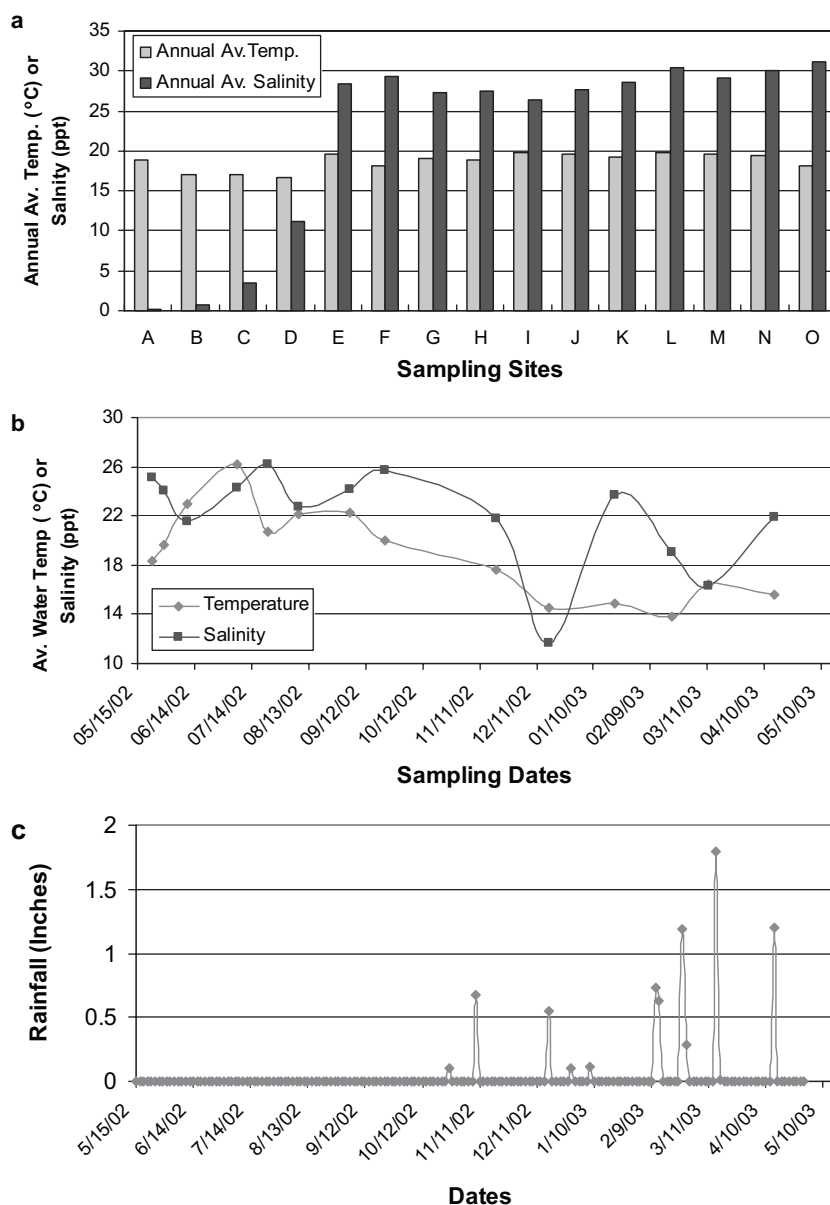 a
Annual Av. Temp. (°C) or
Salnity (ppt)
35
30
25
20
15
10
5
0
Annual Av.Temp.
Annual Av. Salinity
A B C D E F G H I J K L M N O
Sampling Sites
b
Av. Water Temp (°C) or
Salinity (ppt)
30
26
22
18
14
10
Temperature
Salinity
05/15/02 06/14/02 07/14/02 08/13/02 09/12/02 10/12/02 11/11/02 12/11/02 01/10/03 02/09/03 03/11/03 04/10/03 05/10/03
Sampling Dates
c
Rainfall (Inches)
2
1.5
1
0.5
0
5/15/02 6/14/02 7/14/02 8/13/02 9/12/02 10/12/02 11/11/02 12/11/02 1/10/03 2/9/03 3/11/03 4/10/03 5/10/03
Dates